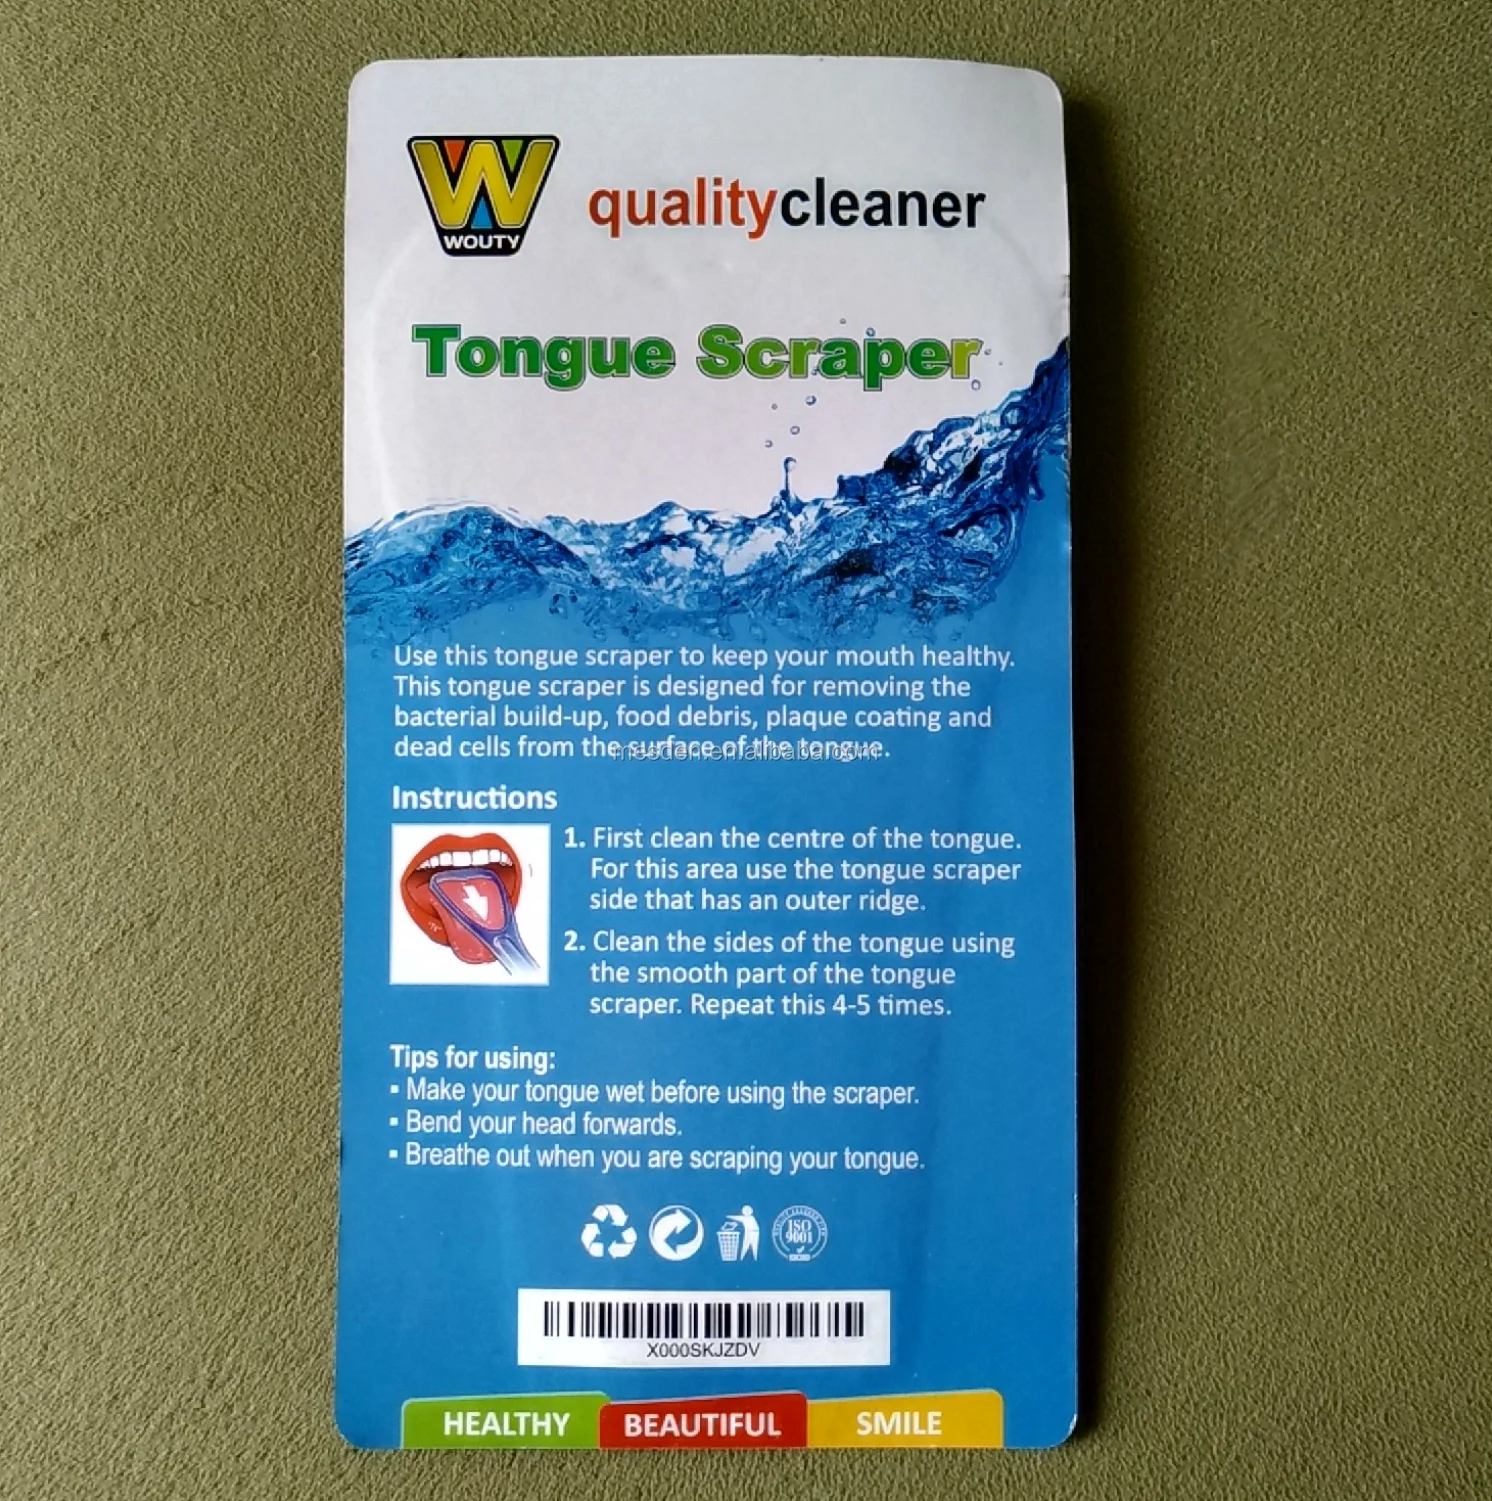 WOUTY
qualitycleaner
Tongue Scraper
Use this tongue scraper to keep your mouth healthy.
This tongue scraper is designed for removing the
bacterial build-up, food debris, plaque coating and
dead cells from the surface of the tongue.
mesden.en.alibaba.com
Instructions
1. First clean the centre of the tongue.
For this area use the tongue scraper
side that has an outer ridge.
2. Clean the sides of the tongue using
the smooth part of the tongue
scraper. Repeat this 4-5 times.
Tips for using:
▪ Make your tongue wet before using the scraper.
▪ Bend your head forwards.
▪ Breathe out when you are scraping your tongue.
ISO
9001
X000SKJZDV
HEALTHY BEAUTIFUL SMILE